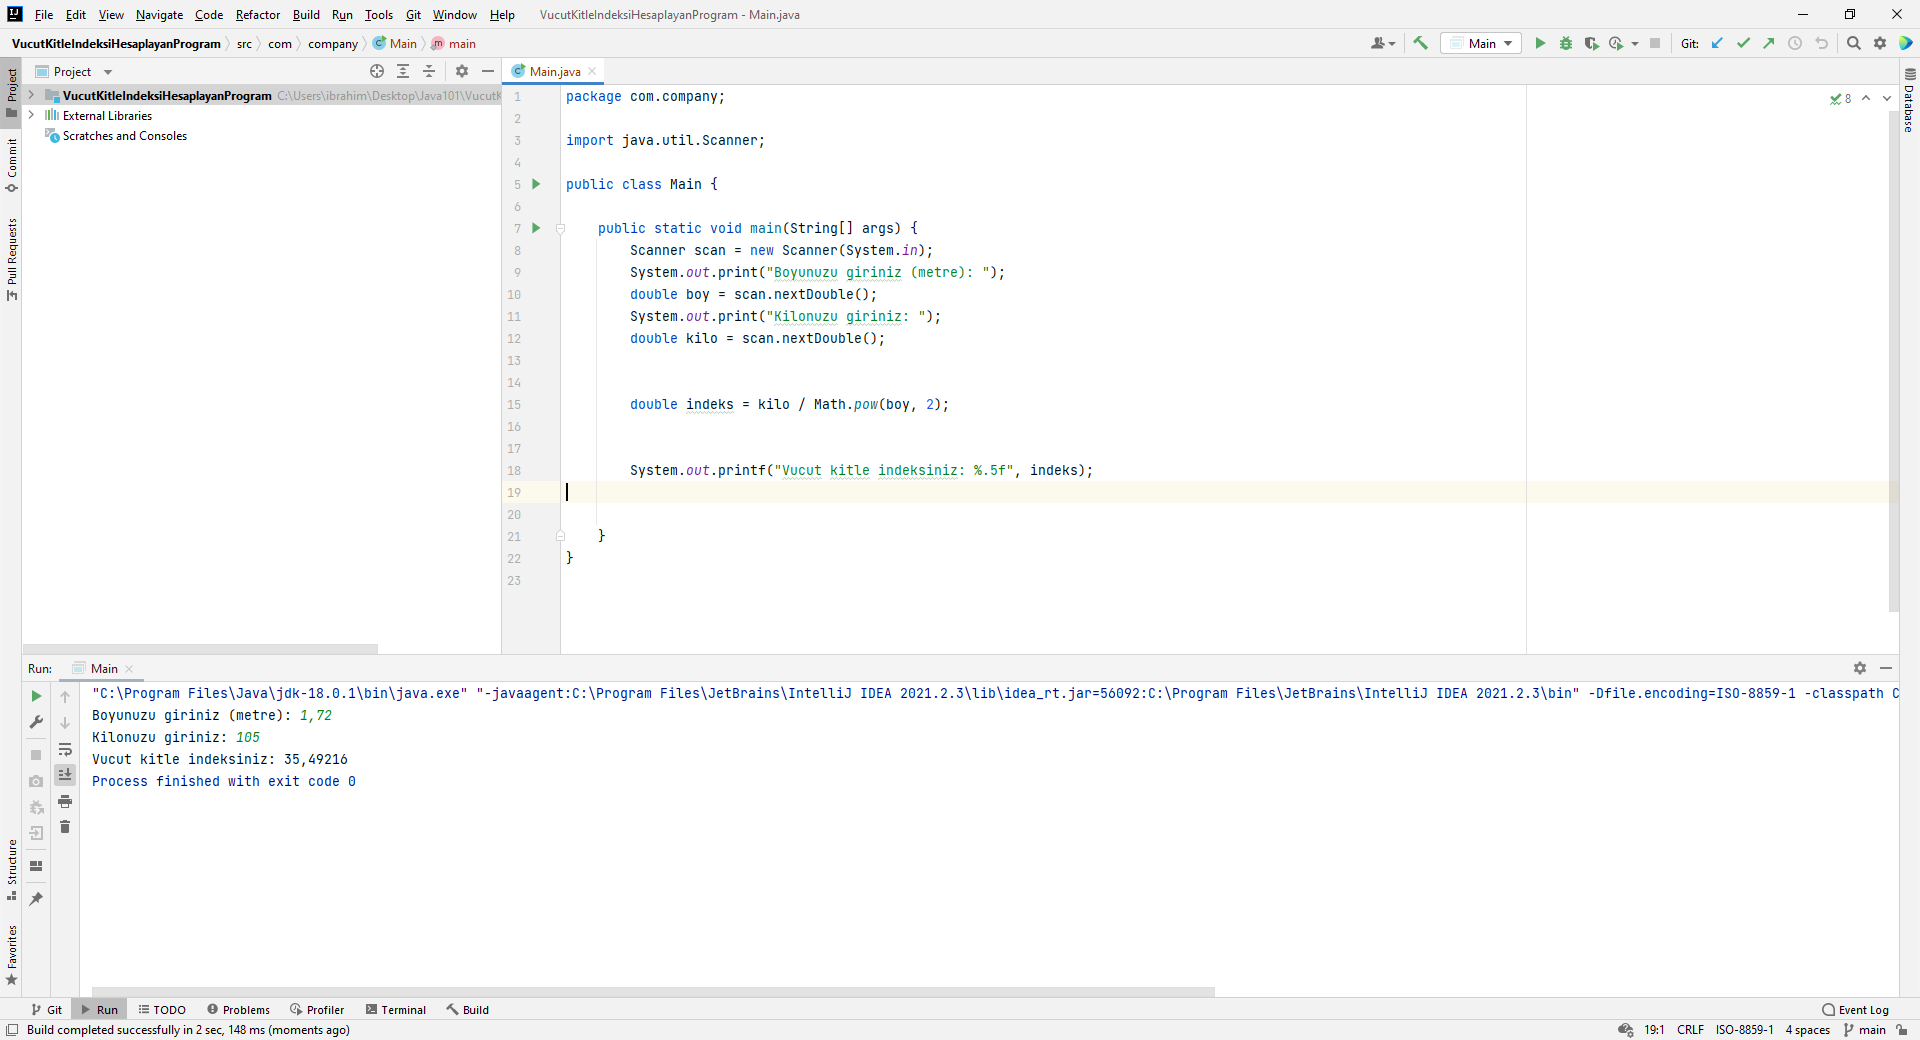 File Edit View Navigate Code Refactor Build Run Tools Git Window Help VucutKitleIndeksiHesaplayanProgram - Main.java
VucutKitleIndeksiHesaplayanProgram src com company Main main
Main
Git:
Project
Main.java
VucutKitleIndeksiHesaplayanProgram C:\Users\ibrahim\Desktop\Java101\VucutK
External Libraries
Scratches and Consoles
Project
Commit
Pull Requests
Structure
Favorites
Database
8
1 package com.company;
2
3 import java.util.Scanner;
4
5 public class Main {
6
7 public static void main(String[] args) {
8 Scanner scan = new Scanner(System.in);
9 System.out.print("Boyunuzu giriniz (metre): ");
10 double boy = scan.nextDouble();
11 System.out.print("Kilonuzu giriniz: ");
12 double kilo = scan.nextDouble();
13
14
15 double indeks = kilo / Math.pow(boy, 2);
16
17
18 System.out.printf("Vucut kitle indeksiniz: %.5f", indeks);
19
20
21 }
22 }
23
Run: Main
"C:\Program Files\Java\jdk-18.0.1\bin\java.exe" "-javaagent:C:\Program Files\JetBrains\IntelliJ IDEA 2021.2.3\lib\idea_rt.jar=56092:C:\Program Files\JetBrains\IntelliJ IDEA 2021.2.3\bin" -Dfile.encoding=ISO-8859-1 -classpath C
Boyunuzu giriniz (metre): 1,72
Kilonuzu giriniz: 105
Vucut kitle indeksiniz: 35,49216
Process finished with exit code 0
Git Run TODO Problems Profiler Terminal Build Event Log
Build completed successfully in 2 sec, 148 ms (moments ago) 19:1 CRLF ISO-8859-1 4 spaces main